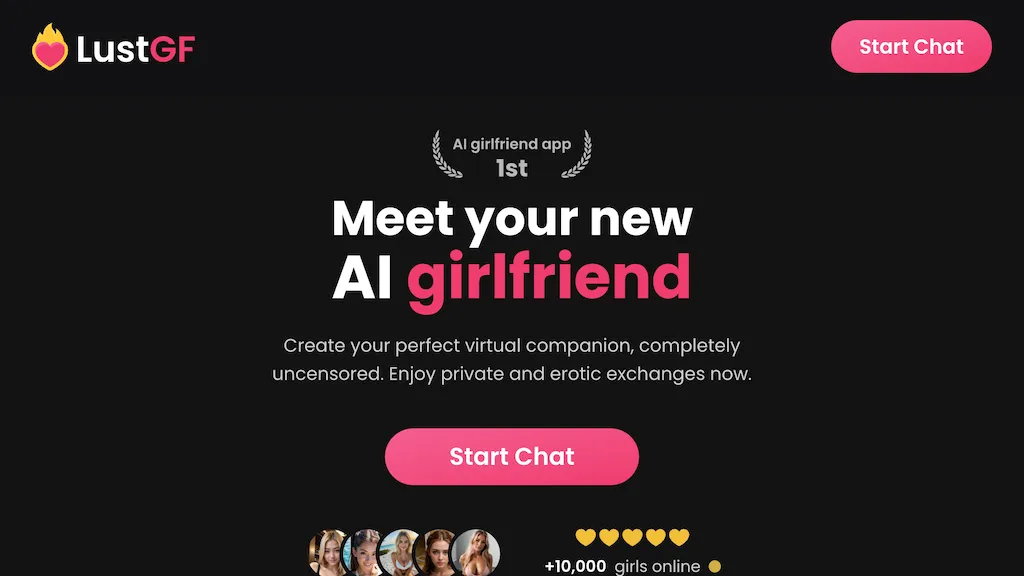 LustGF
Start Chat
AI girlfriend app
1st
Meet your new
AI girlfriend
Create your perfect virtual companion, completely
uncensored. Enjoy private and erotic exchanges now.
Start Chat
+10,000 girls online